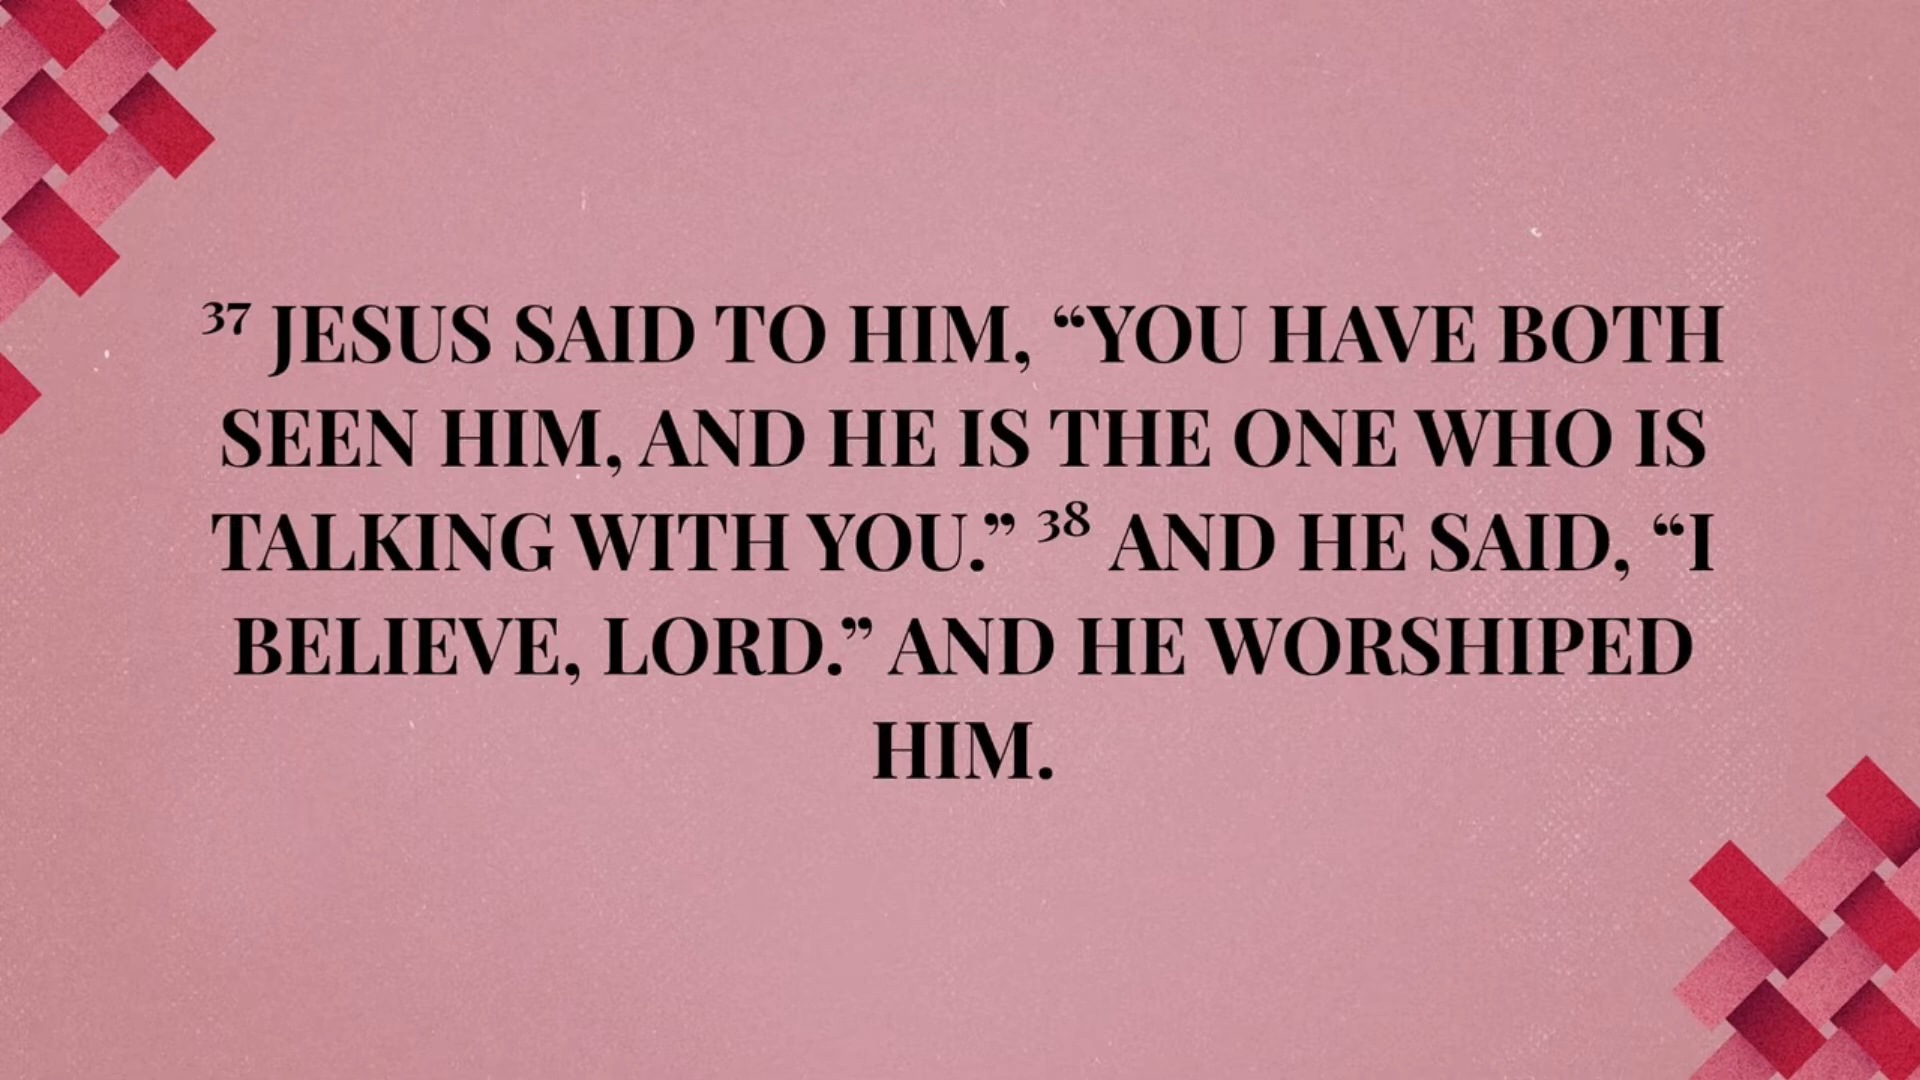 ³⁷ JESUS SAID TO HIM, “YOU HAVE BOTH
SEEN HIM, AND HE IS THE ONE WHO IS
TALKING WITH YOU.” ³⁸ AND HE SAID, “I
BELIEVE, LORD.” AND HE WORSHIPED
HIM.